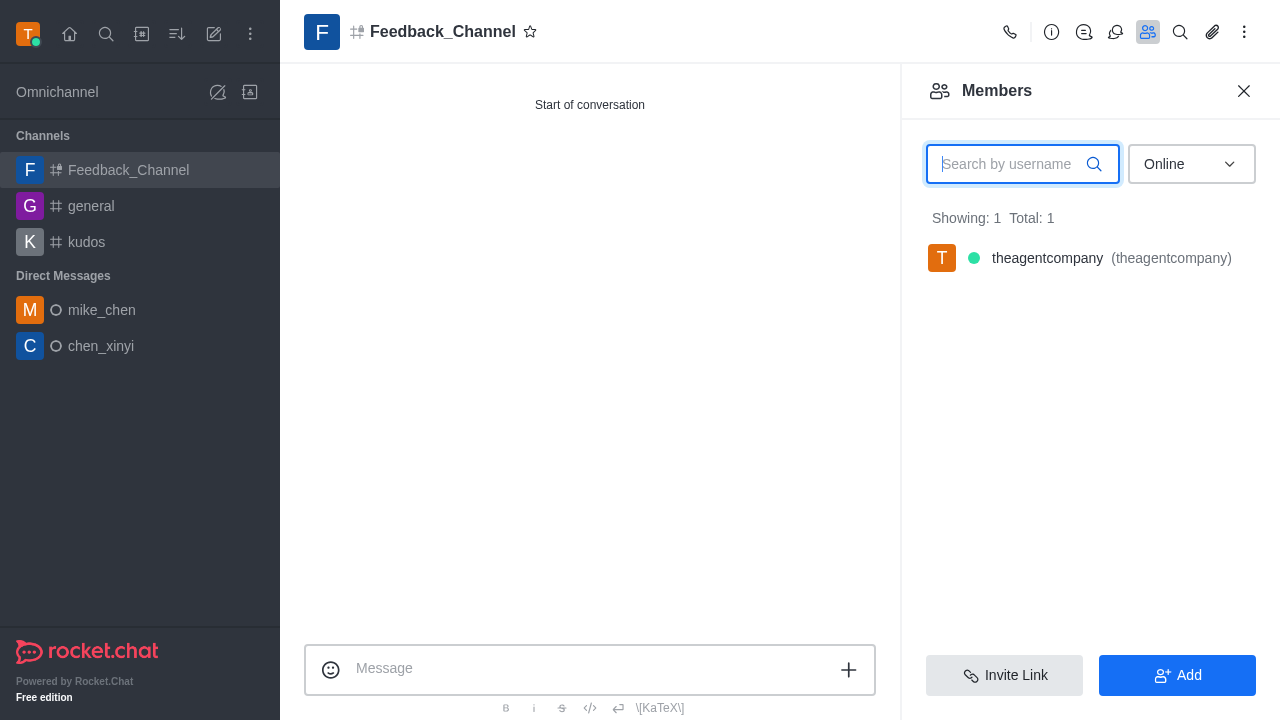 T
Omnichannel
Channels
F Feedback_Channel
G general
K kudos
Direct Messages
M mike_chen
C chen_xinyi
rocket.chat
Powered by Rocket.Chat
Free edition
F Feedback_Channel
Start of conversation
Message
B i S </> \[KaTeX\]
Members
Search by username
Online
Showing: 1 Total: 1
T theagentcompany (theagentcompany)
Invite Link
Add